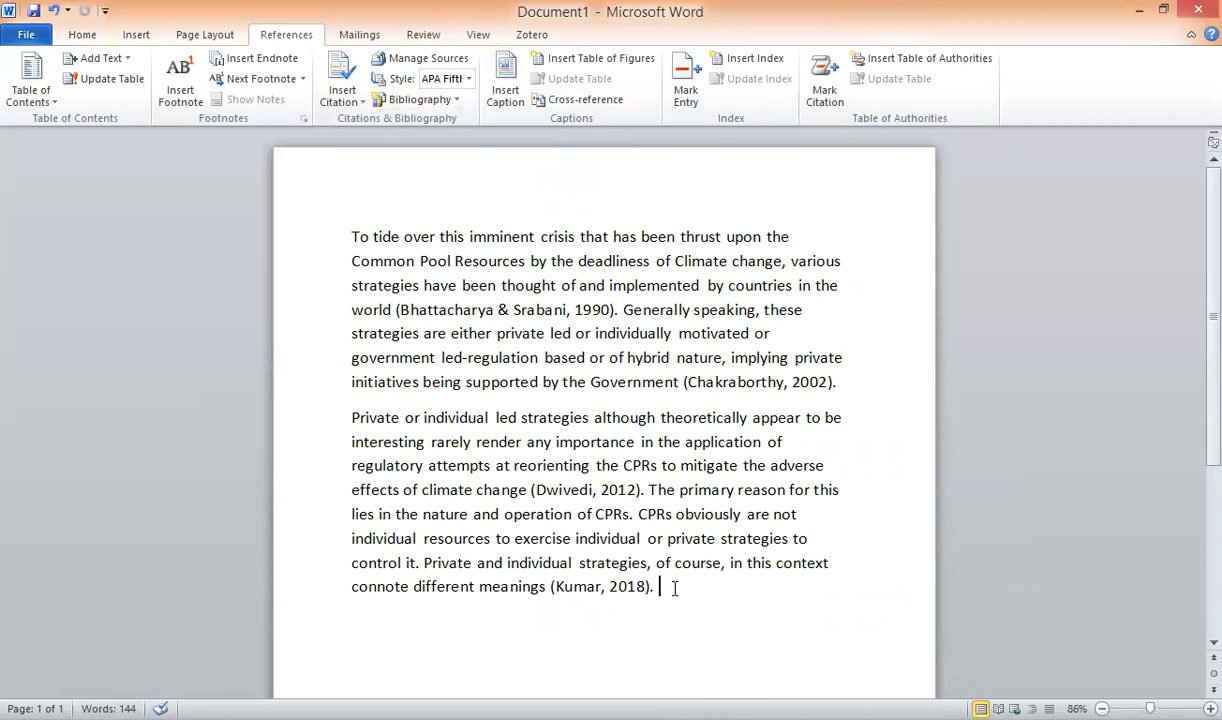 Document1 - Microsoft Word
File Home Insert Page Layout References Mailings Review View Zotero
Table of Contents
Add Text
Update Table
Table of Contents
Insert Footnote
Insert Endnote
Next Footnote
Show Notes
Footnotes
Insert Citation
Manage Sources
Style: APA Fifth
Bibliography
Citations & Bibliography
Insert Caption
Insert Table of Figures
Update Table
Cross-reference
Captions
Mark Entry
Insert Index
Update Index
Index
Mark Citation
Insert Table of Authorities
Update Table
Table of Authorities
To tide over this imminent crisis that has been thrust upon the
Common Pool Resources by the deadliness of Climate change, various
strategies have been thought of and implemented by countries in the
world (Bhattacharya & Srabani, 1990). Generally speaking, these
strategies are either private led or individually motivated or
government led-regulation based or of hybrid nature, implying private
initiatives being supported by the Government (Chakraborthy, 2002).
Private or individual led strategies although theoretically appear to be
interesting rarely render any importance in the application of
regulatory attempts at reorienting the CPRs to mitigate the adverse
effects of climate change (Dwivedi, 2012). The primary reason for this
lies in the nature and operation of CPRs. CPRs obviously are not
individual resources to exercise individual or private strategies to
control it. Private and individual strategies, of course, in this context
connote different meanings (Kumar, 2018).
Page: 1 of 1 Words: 144 86%